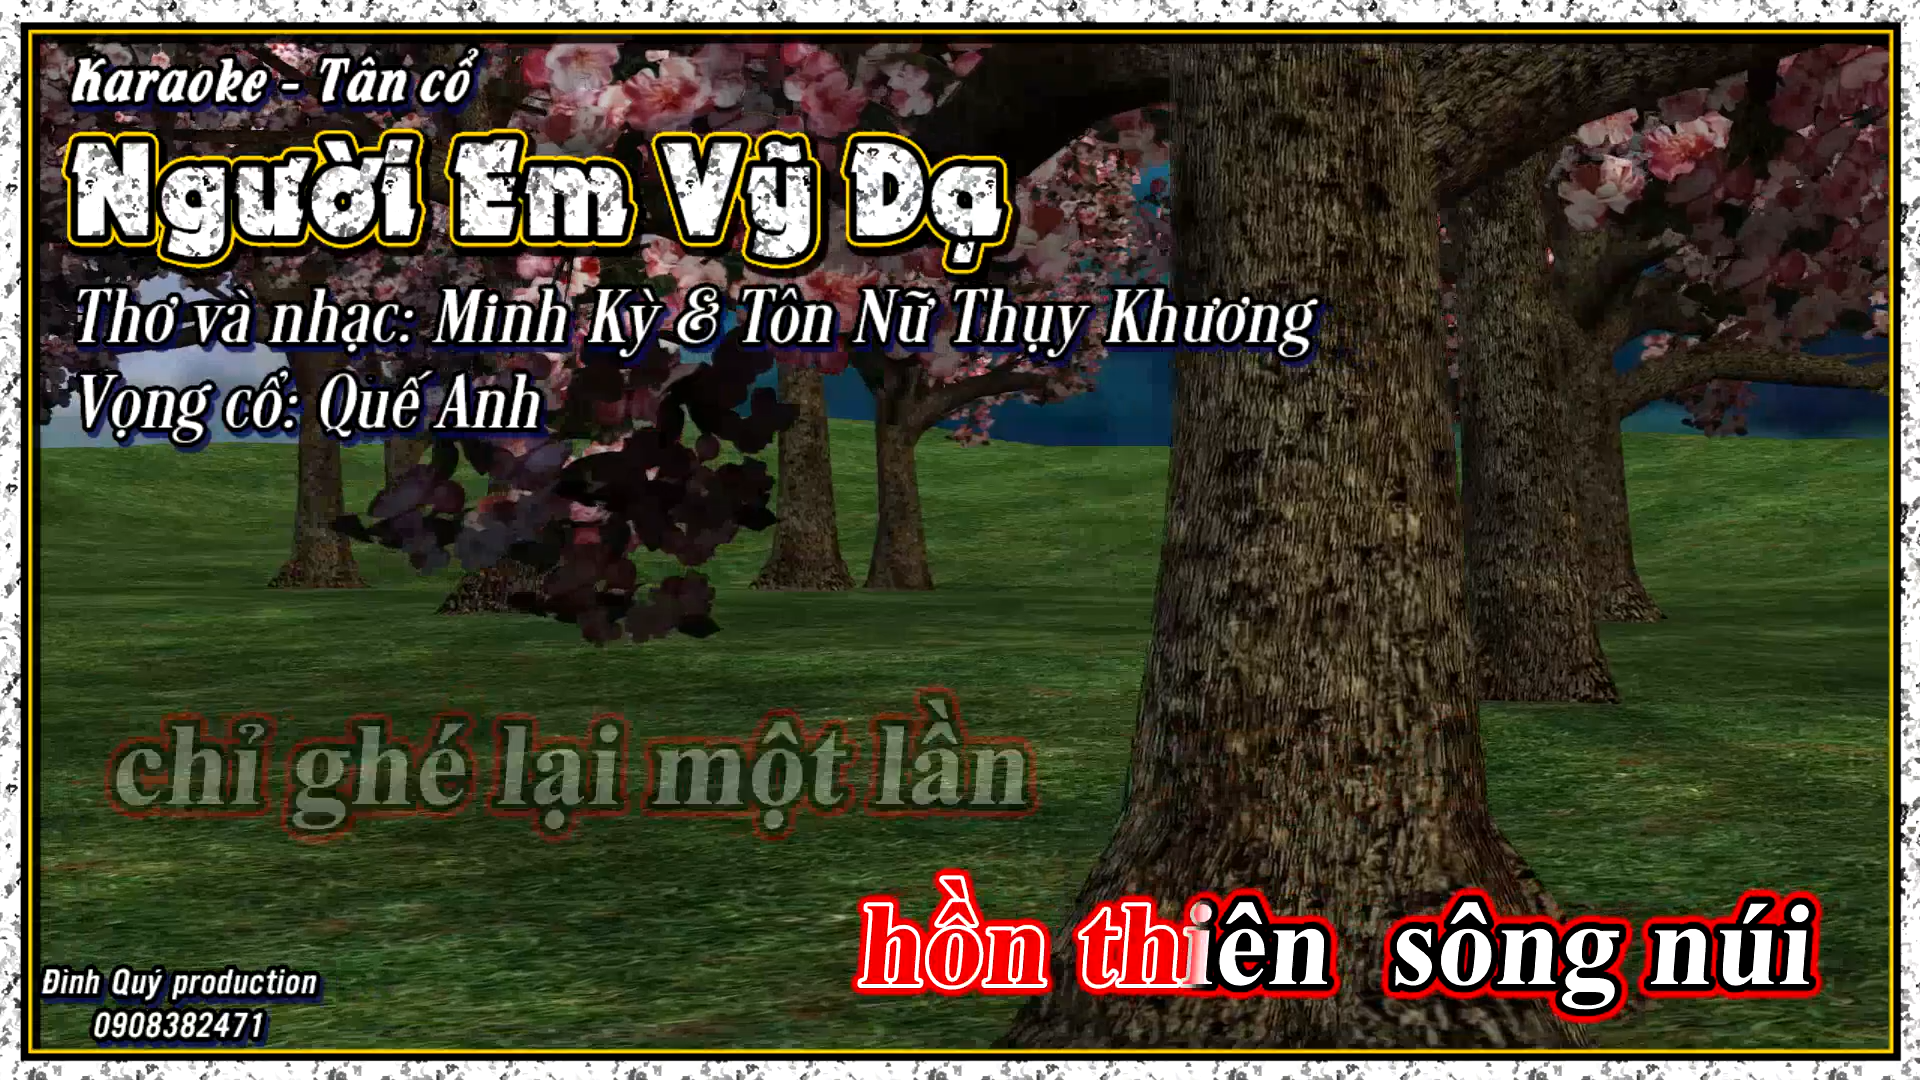 Karaoke - Tân cổ
Người Em Vỹ Dạ
Thơ và nhạc: Minh Kỳ & Tôn Nữ Thụy Khương
Vọng cổ: Quế Anh
chỉ ghé lại một lần
hồn thiên sông núi
Đinh Quý production
0908382471